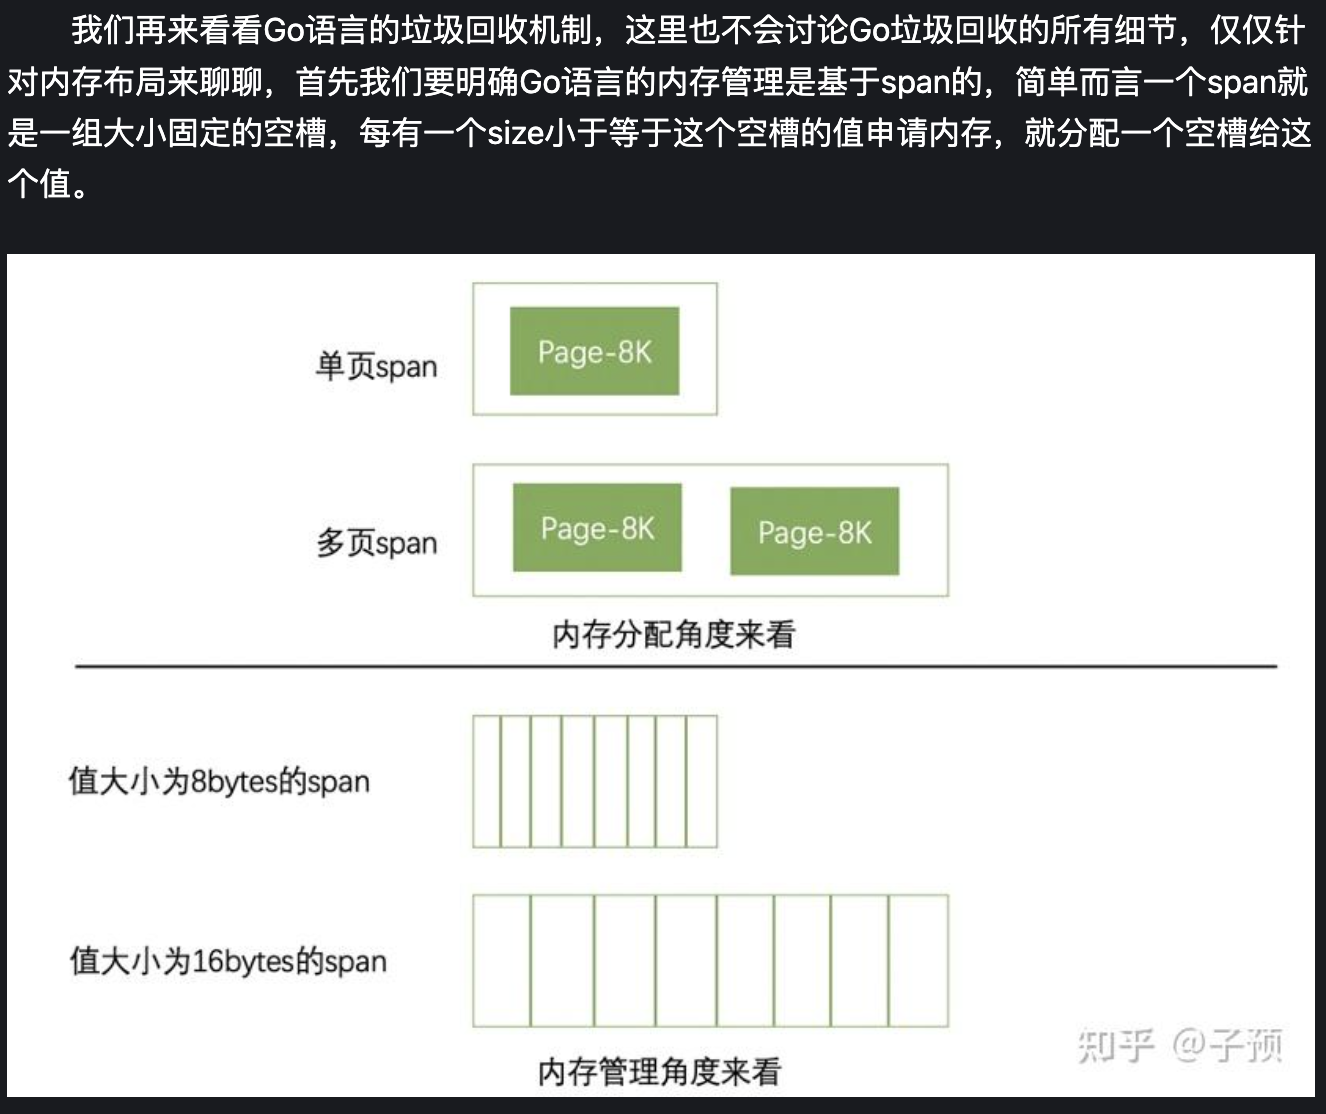 我们再来看看Go语言的垃圾回收机制，这里也不会讨论Go垃圾回收的所有细节，仅仅针
对内存布局来聊聊，首先我们要明确Go语言的内存管理是基于span的，简单而言一个span就
是一组大小固定的空槽，每有一个size小于等于这个空槽的值申请内存，就分配一个空槽给这
个值。
单页span
Page-8K
多页span
Page-8K
Page-8K
内存分配角度来看
值大小为8bytes的span
值大小为16bytes的span
内存管理角度来看
知乎 @子预